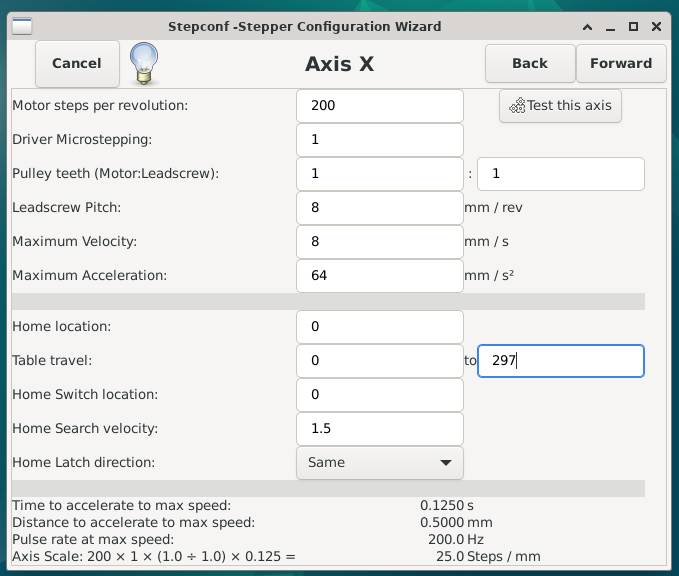 Stepconf -Stepper Configuration Wizard
Cancel
Axis X
Back
Forward
Motor steps per revolution: 200 Test this axis
Driver Microstepping: 1
Pulley teeth (Motor:Leadscrew): 1 : 1
Leadscrew Pitch: 8 mm / rev
Maximum Velocity: 8 mm / s
Maximum Acceleration: 64 mm / s²
Home location: 0
Table travel: 0 to 297
Home Switch location: 0
Home Search velocity: 1.5
Home Latch direction: Same
Time to accelerate to max speed: 0.1250 s
Distance to accelerate to max speed: 0.5000 mm
Pulse rate at max speed: 200.0 Hz
Axis Scale: 200 × 1 × (1.0 ÷ 1.0) × 0.125 = 25.0 Steps / mm